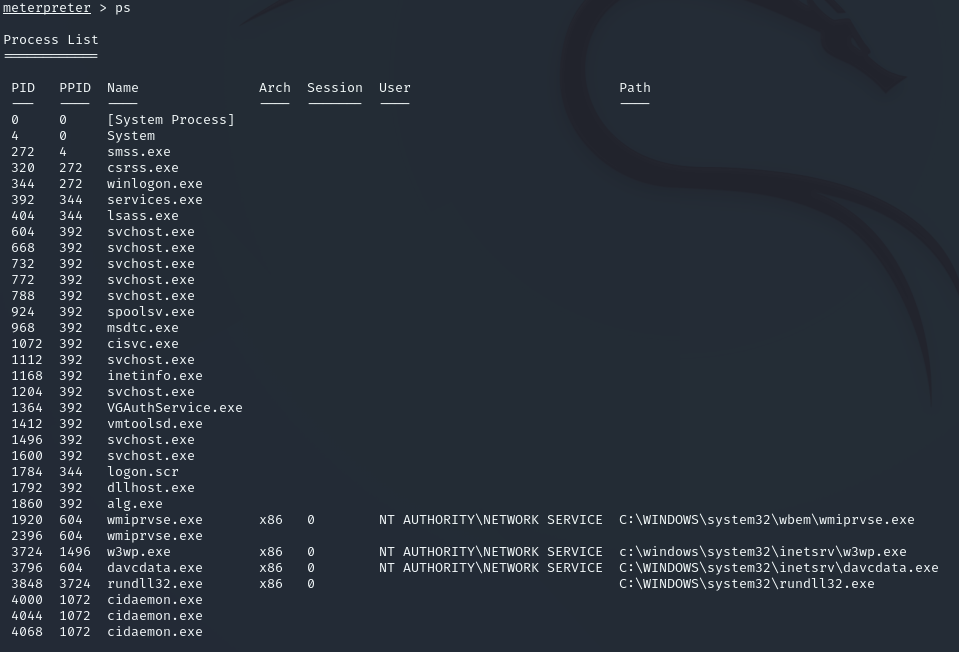 meterpreter > ps
Process List
PID PPID Name Arch Session User Path
0 0 [System Process]
4 0 System
272 4 smss.exe
320 272 csrss.exe
344 272 winlogon.exe
392 344 services.exe
404 344 lsass.exe
604 392 svchost.exe
668 392 svchost.exe
732 392 svchost.exe
772 392 svchost.exe
788 392 svchost.exe
924 392 spoolsv.exe
968 392 msdtc.exe
1072 392 cisvc.exe
1112 392 svchost.exe
1168 392 inetinfo.exe
1204 392 svchost.exe
1364 392 VGAuthService.exe
1412 392 vmtoolsd.exe
1496 392 svchost.exe
1600 392 svchost.exe
1784 344 logon.scr
1792 392 dllhost.exe
1860 392 alg.exe
1920 604 wmiprvse.exe x86 0 NT AUTHORITY\NETWORK SERVICE C:\WINDOWS\system32\wbem\wmiprvse.exe
2396 604 wmiprvse.exe
3724 1496 w3wp.exe x86 0 NT AUTHORITY\NETWORK SERVICE c:\windows\system32\inetsrv\w3wp.exe
3796 604 davcdata.exe x86 0 NT AUTHORITY\NETWORK SERVICE C:\WINDOWS\system32\inetsrv\davcdata.exe
3848 3724 rundll32.exe x86 0 C:\WINDOWS\system32\rundll32.exe
4000 1072 cidaemon.exe
4044 1072 cidaemon.exe
4068 1072 cidaemon.exe